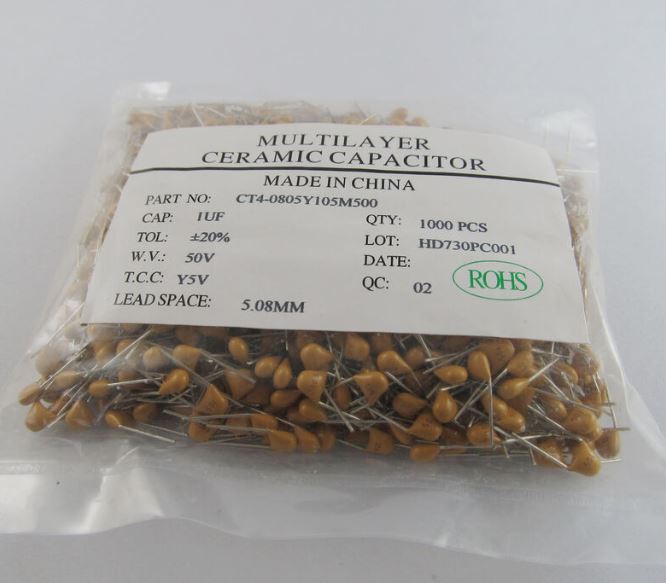 MULTILAYER
CERAMIC CAPACITOR
MADE IN CHINA
PART NO: CT4-0805Y105M500
CAP: 1UF QTY: 1000 PCS
TOL: ±20% LOT: HD730PC001
W.V.: 50V DATE:
T.C.C: Y5V QC: 02 ROHS
LEAD SPACE: 5.08MM